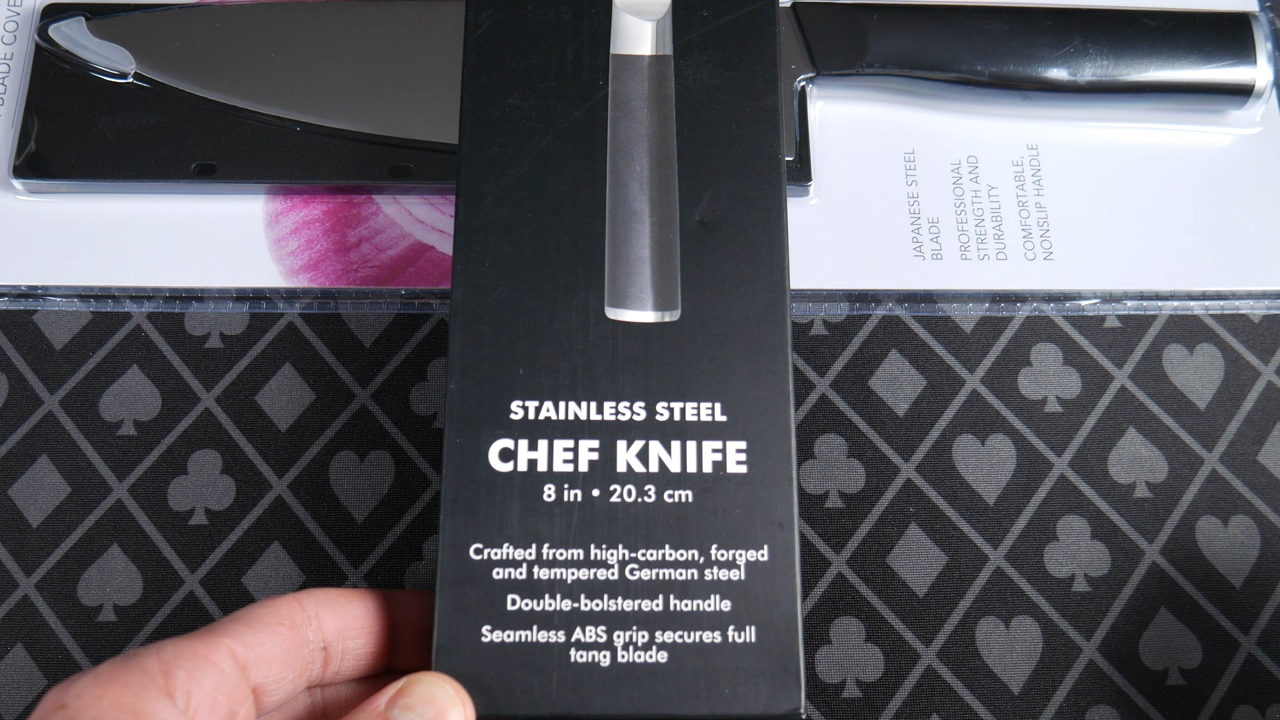 BLADE COVE
JAPANESE STEEL
BLADE
PROFESSIONAL
STRENGTH AND
DURABILITY
COMFORTABLE,
NONSLIP HANDLE
STAINLESS STEEL
CHEF KNIFE
8 in • 20.3 cm
Crafted from high-carbon, forged
and tempered German steel
Double-bolstered handle
Seamless ABS grip secures full
tang blade